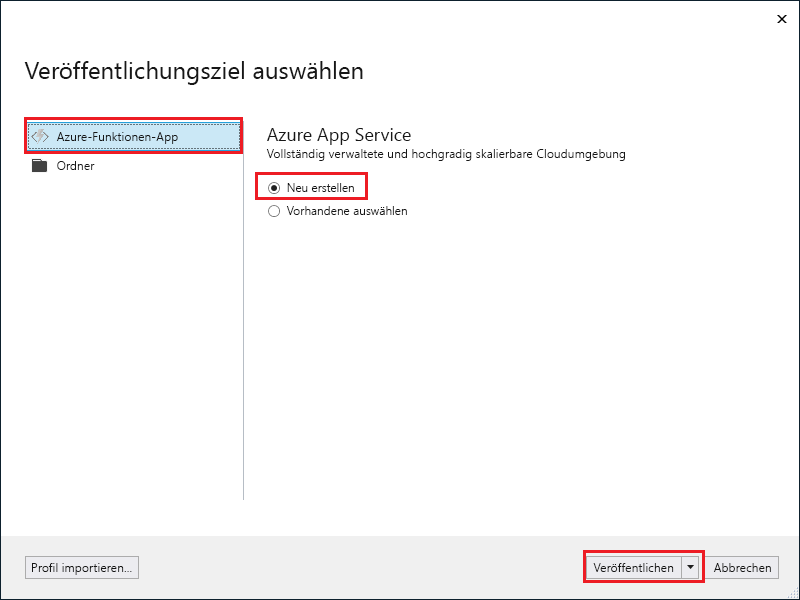 Veröffentlichungsziel auswählen
Azure-Funktionen-App
Ordner
Azure App Service
Vollständig verwaltete und hochgradig skalierbare Cloudumgebung
Neu erstellen
Vorhandene auswählen
Profil importieren...
Veröffentlichen
Abbrechen